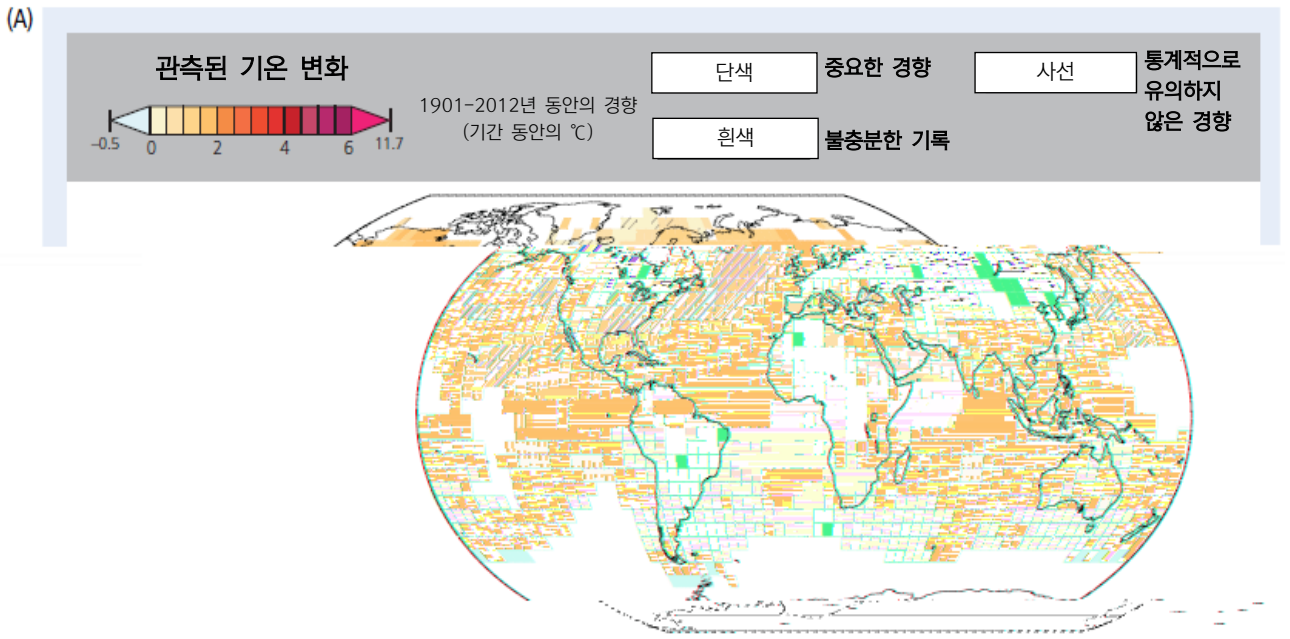 (A)
관측된 기온 변화
-0.5 0 2 4 6 11.7
1901-2012년 동안의 경향
(기간 동안의 ℃)
단색 중요한 경향
흰색 불충분한 기록
사선 통계적으로
유의하지
않은 경향